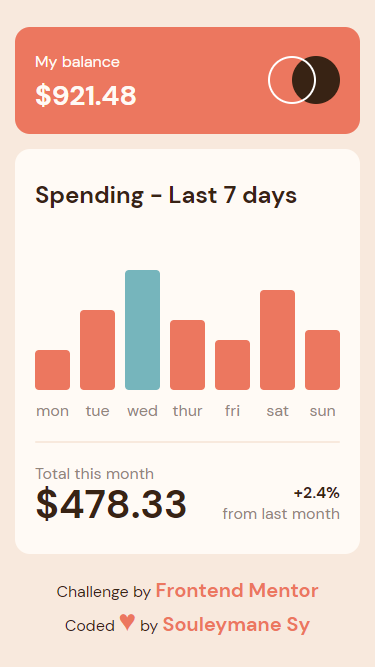 My balance
$921.48
Spending - Last 7 days
mon tue wed thur fri sat sun
Total this month
$478.33
+2.4%
from last month
Challenge by Frontend Mentor
Coded ♥ by Souleymane Sy